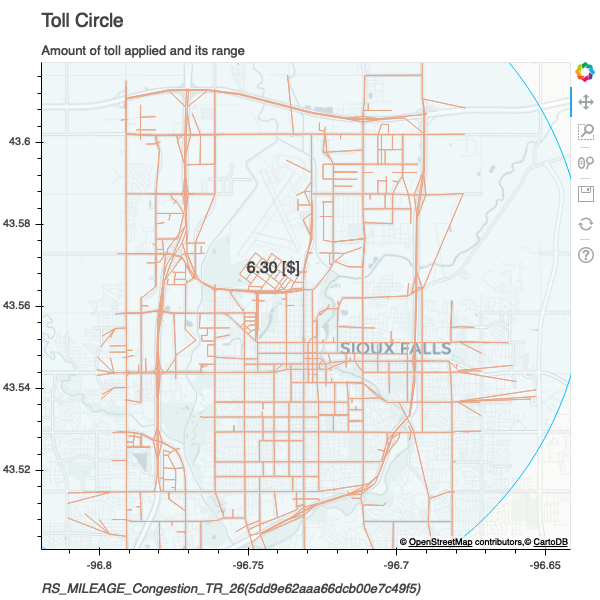 Toll Circle
Amount of toll applied and its range
43.6
43.58
6.30 [$]
43.56
SIOUX FALLS
43.54
43.52
© OpenStreetMap contributors,© CartoDB
-96.8
-96.75
-96.7
-96.65
RS_MILEAGE_Congestion_TR_26(5dd9e62aaa66dcb00e7c49f5)